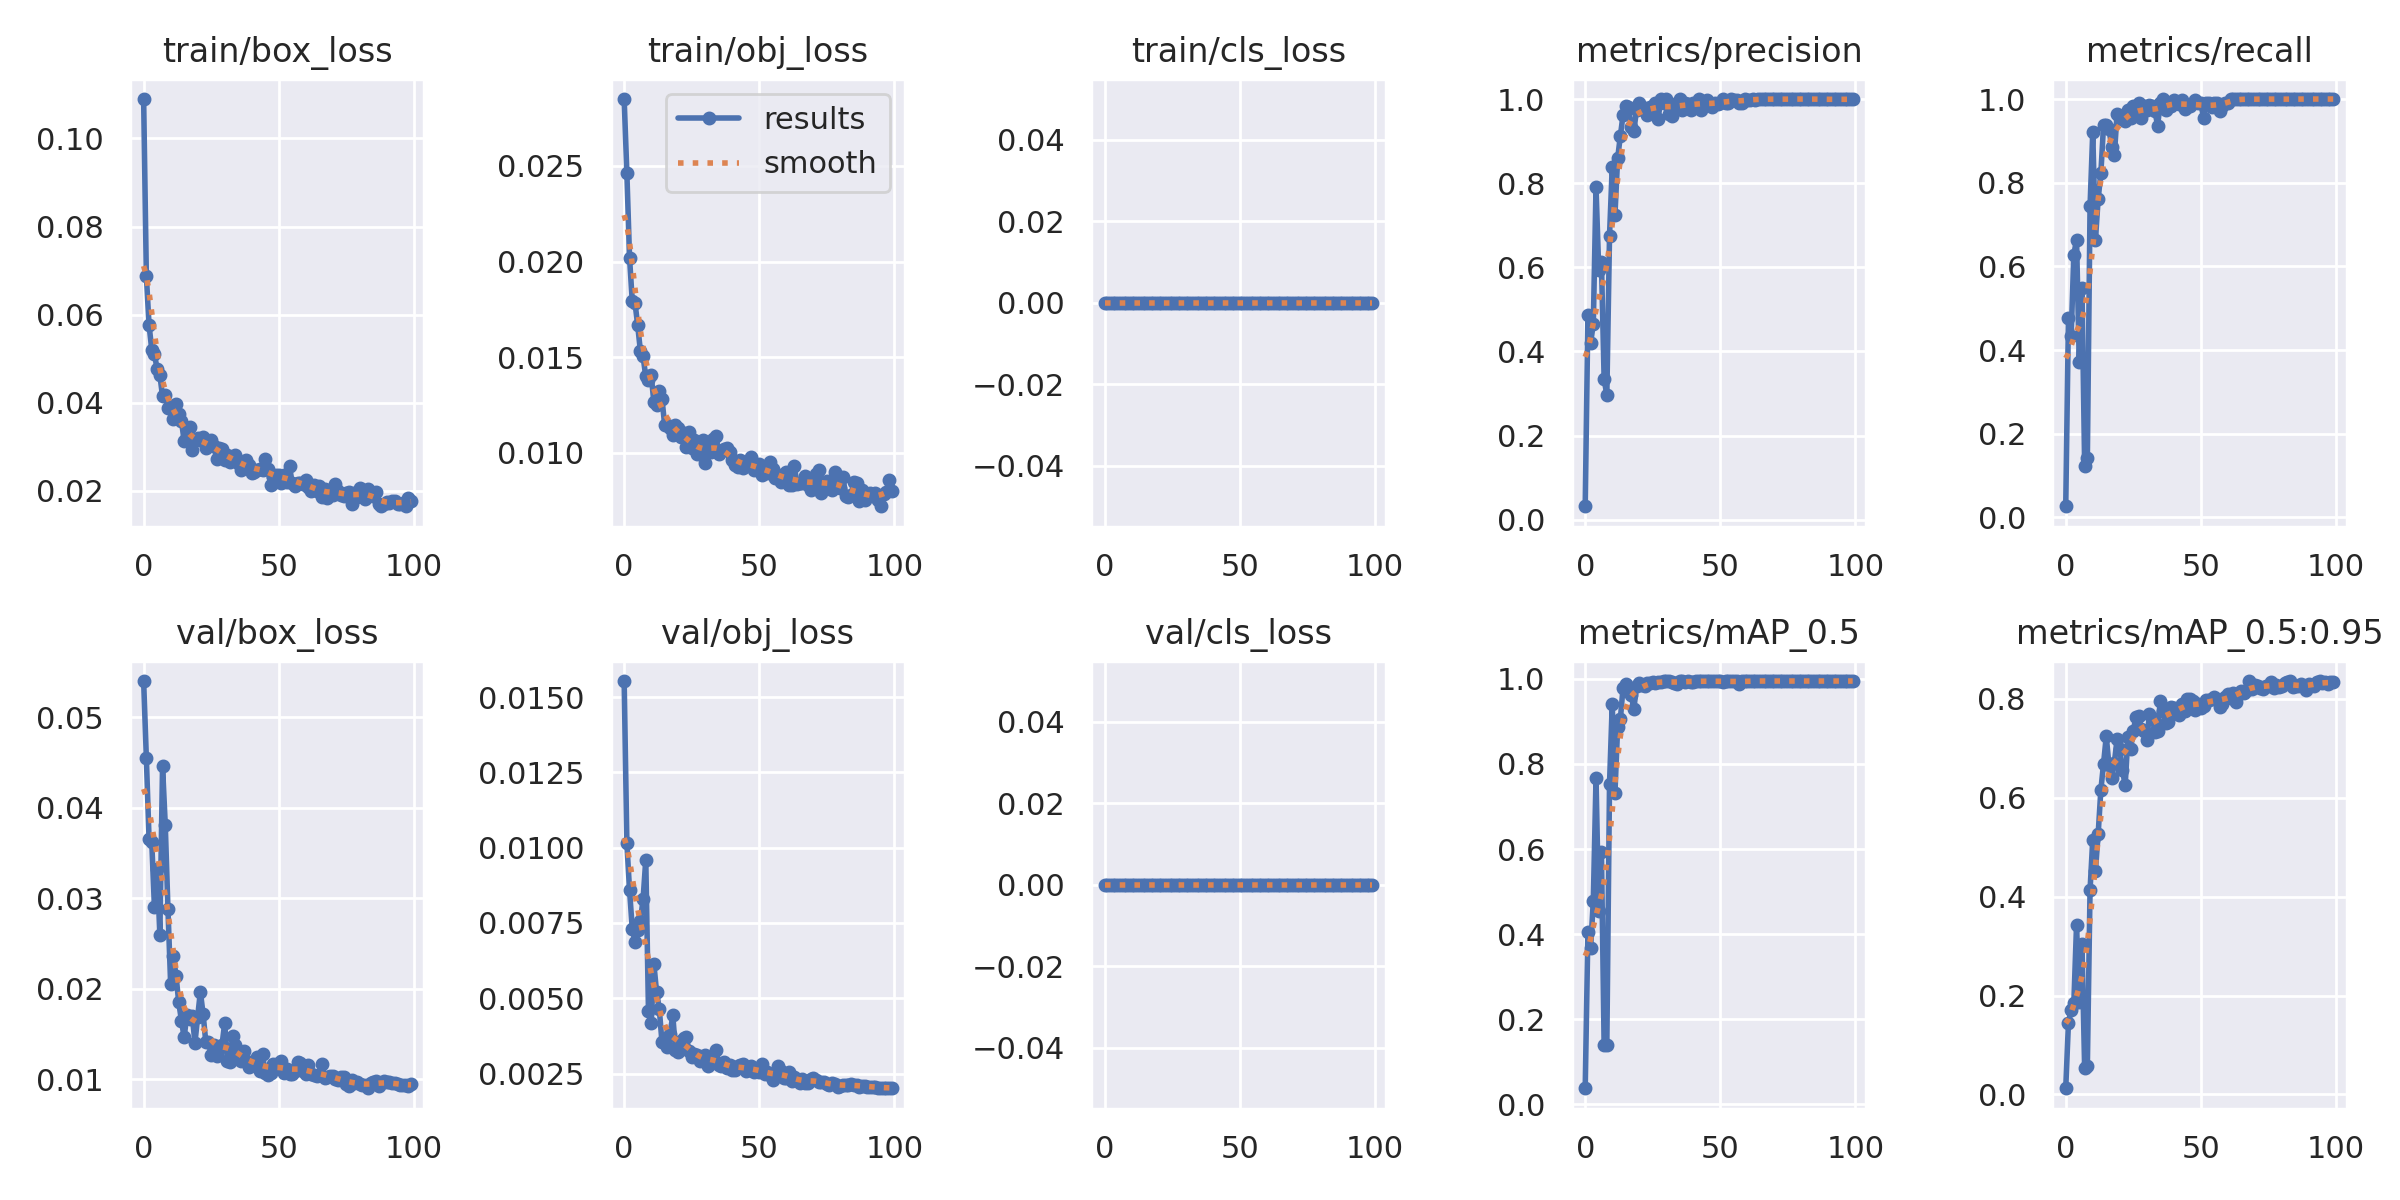 train/box_loss
0.10
0.08
0.06
0.04
0.02
0 50 100
train/obj_loss
results
smooth
0.025
0.020
0.015
0.010
0 50 100
train/cls_loss
0.04
0.02
0.00
−0.02
−0.04
0 50 100
metrics/precision
1.0
0.8
0.6
0.4
0.2
0.0
0 50 100
metrics/recall
1.0
0.8
0.6
0.4
0.2
0.0
0 50 100
val/box_loss
0.05
0.04
0.03
0.02
0.01
0 50 100
val/obj_loss
0.0150
0.0125
0.0100
0.0075
0.0050
0.0025
0 50 100
val/cls_loss
0.04
0.02
0.00
−0.02
−0.04
0 50 100
metrics/mAP_0.5
1.0
0.8
0.6
0.4
0.2
0.0
0 50 100
metrics/mAP_0.5:0.95
0.8
0.6
0.4
0.2
0.0
0 50 100